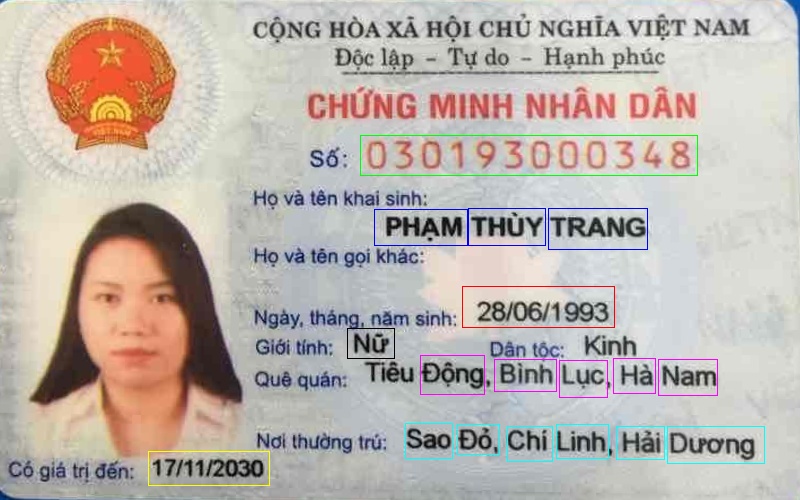 CỘNG HÒA XÃ HỘI CHỦ NGHĨA VIỆT NAM
Độc lập - Tự do - Hạnh phúc
CHỨNG MINH NHÂN DÂN
Số: 030193000348
Họ và tên khai sinh:
PHẠM THÙY TRANG
Họ và tên gọi khác:
Ngày, tháng, năm sinh: 28/06/1993
Giới tính: Nữ Dân tộc: Kinh
Quê quán: Tiêu Động, Bình Lục, Hà Nam
Nơi thường trú: Sao Đỏ, Chí Linh, Hải Dương
Có giá trị đến: 17/11/2030